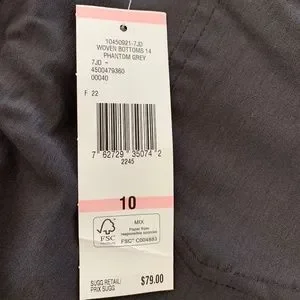 10450921-7JD
WOVEN BOTTOMS 14
PHANTOM GREY
7JD -
4500479360
00040
F 22
7 62729 35074 2
2245
10
FSC
MIX
Paper from
responsible sources
FSC® C004863
SUGG RETAIL/
PRIX SUGG
$79.00